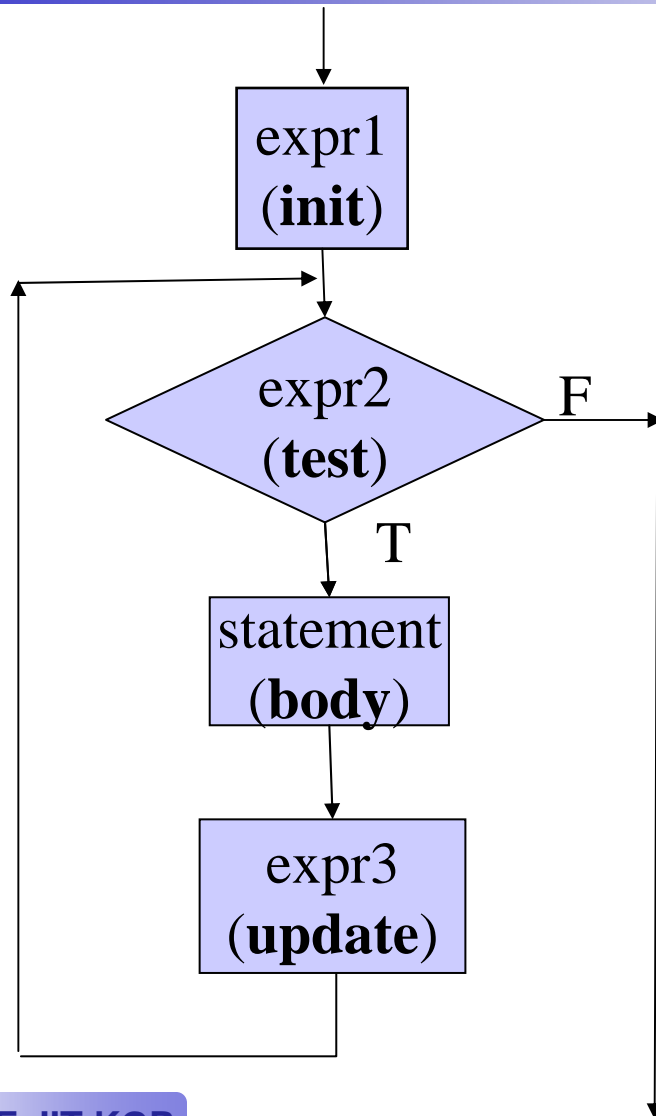 expr1
(init)
expr2
(test)
F
T
statement
(body)
expr3
(update)